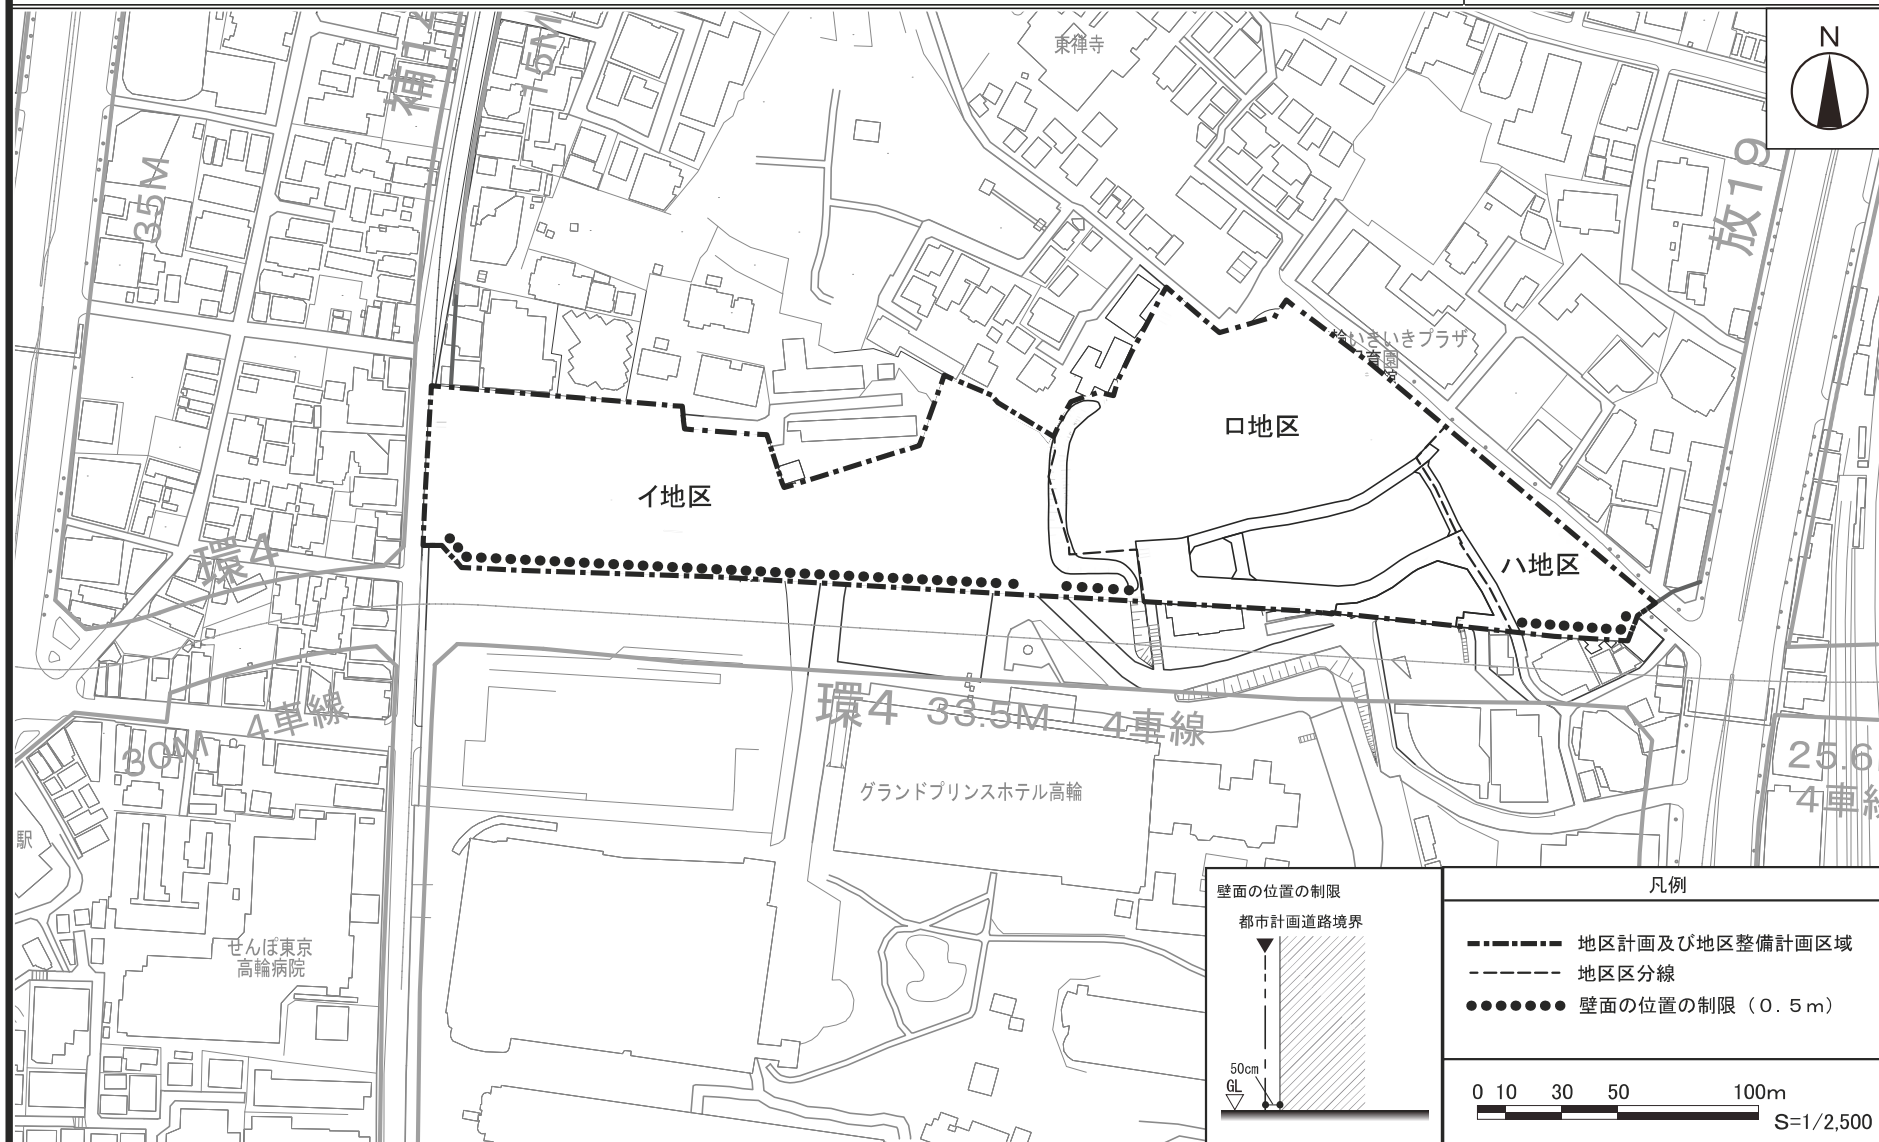 N
東禅寺
補12
15M
35M
放19
いきいきプラザ
育園
ロ地区
イ地区
ハ地区
環4
30M 4車線
環4 33.5M 4車線
25.6
4車線
グランドプリンスホテル高輪
駅
せんぽ東京
高輪病院
壁面の位置の制限
都市計画道路境界
50cm
GL
凡例
地区計画及び地区整備計画区域
地区区分線
壁面の位置の制限（0.5m）
0 10 30 50 100m
S=1/2,500